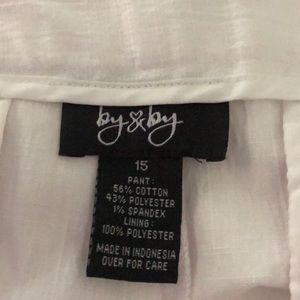 by&by
15
PANT:
56% COTTON
43% POLYESTER
1% SPANDEX
LINING:
100% POLYESTER
MADE IN INDONESIA
OVER FOR CARE